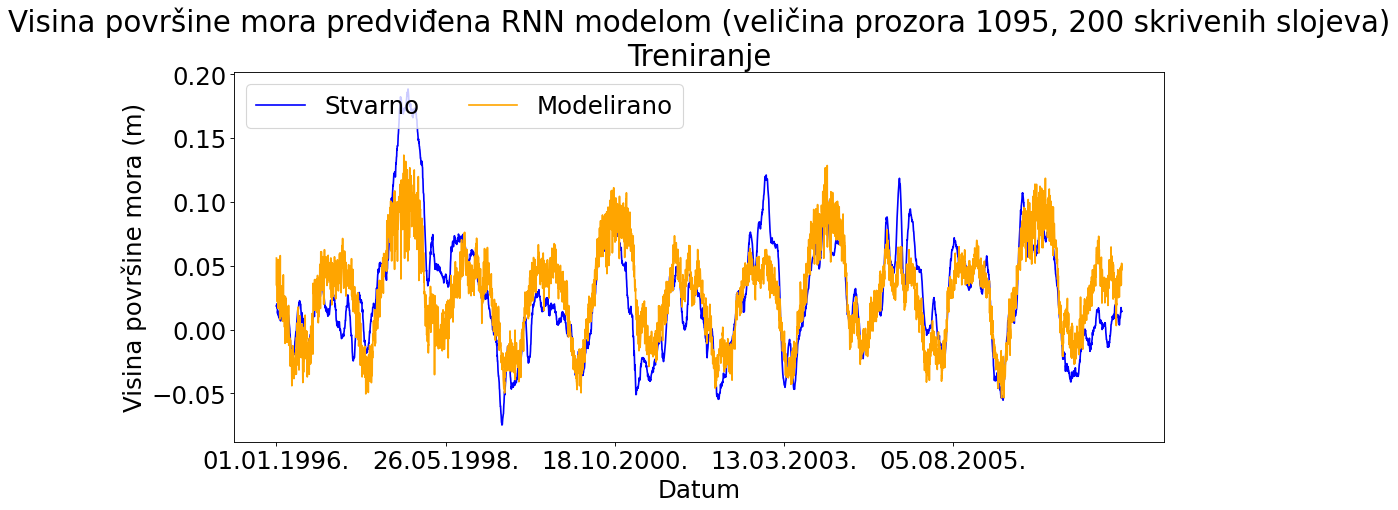 Visina površine mora predviđena RNN modelom (veličina prozora 1095, 200 skrivenih slojeva)
Treniranje
Stvarno Modelirano
Visina površine mora (m)
0.20
0.15
0.10
0.05
0.00
−0.05
01.01.1996. 26.05.1998. 18.10.2000. 13.03.2003. 05.08.2005.
Datum